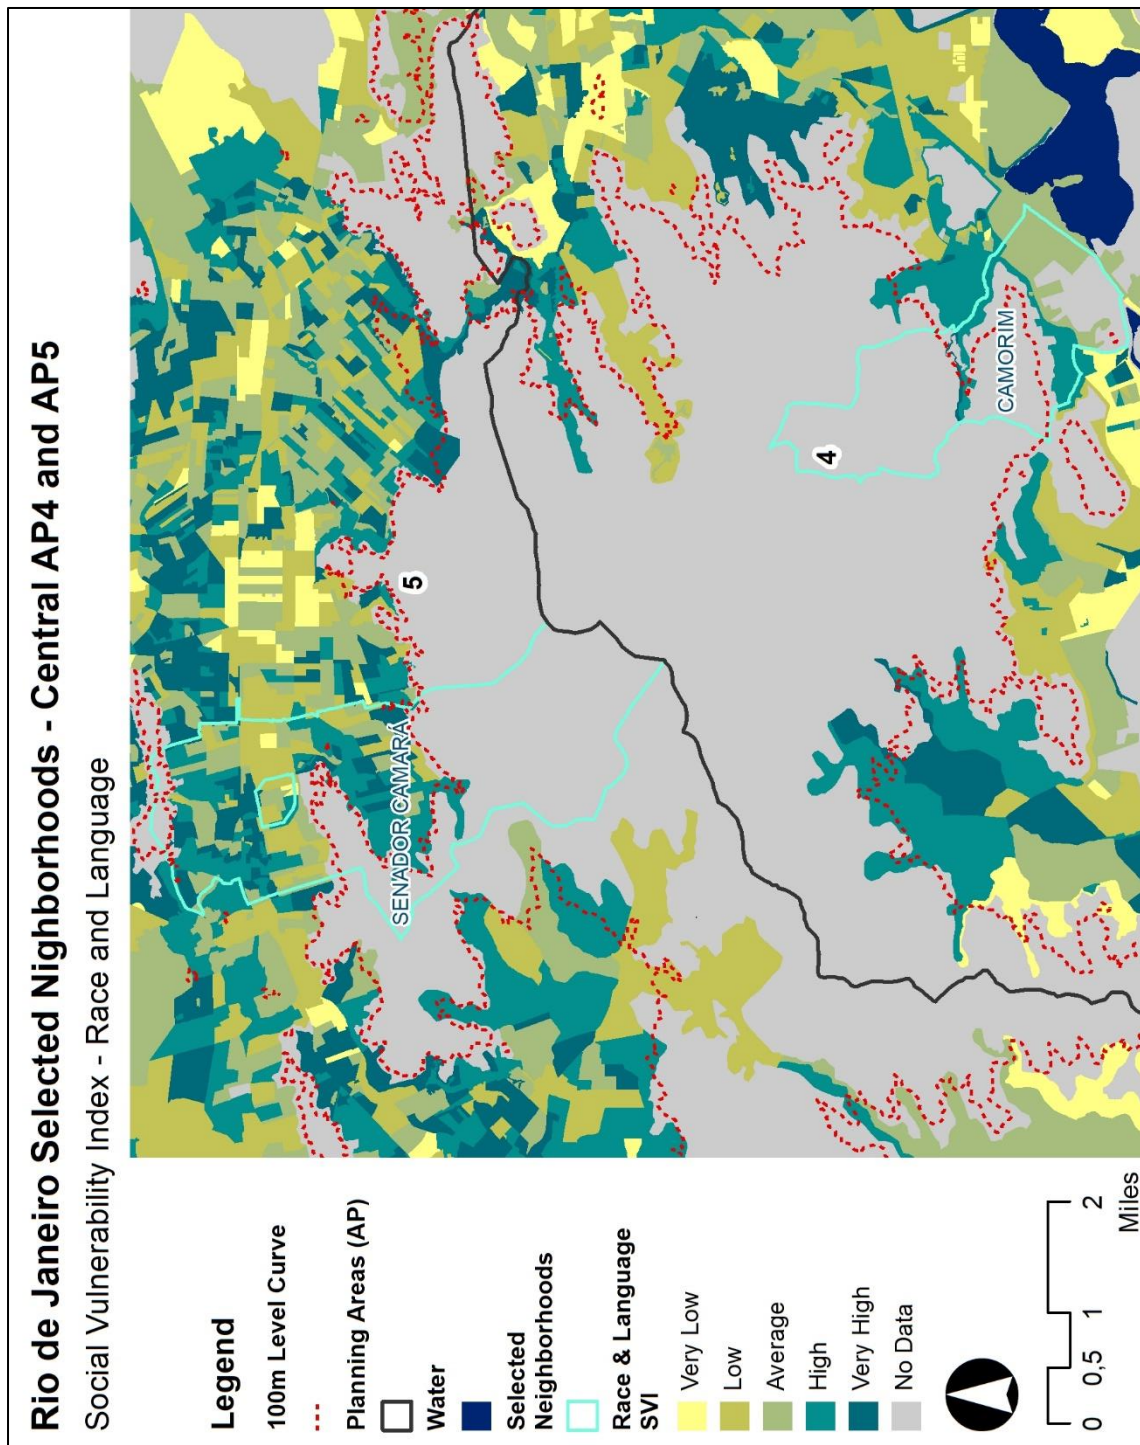 Rio de Janeiro Selected Nighborhoods - Central AP4 and AP5
Social Vulnerability Index - Race and Language
Legend
100m Level Curve
Planning Areas (AP)
Water
Selected
Neighborhoods
Race & Language
SVI
Very Low
Low
Average
High
Very High
No Data
0 0,5 1 2
Miles
SENADOR CAMARÁ
5
4
CAMORIM